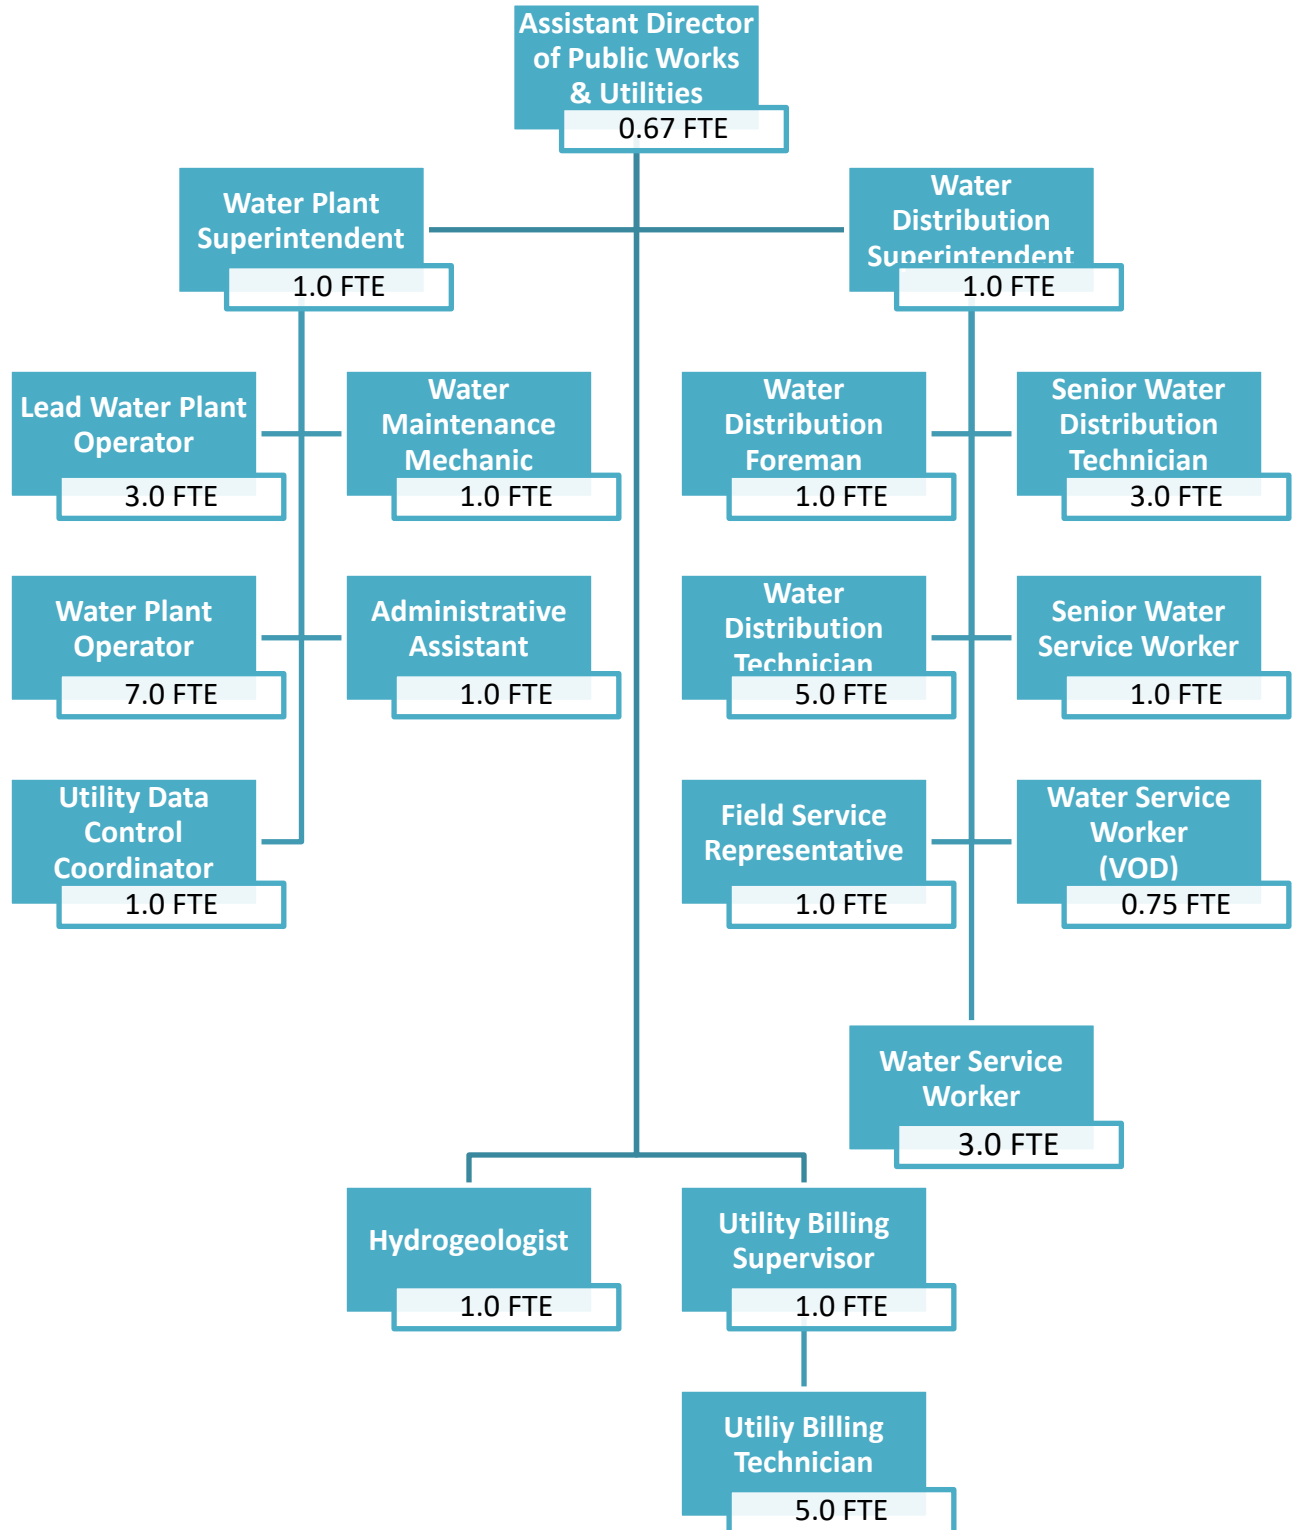 Assistant Director
of Public Works
& Utilities
0.67 FTE
Water Plant
Superintendent
1.0 FTE
Water
Distribution
Superintendent
1.0 FTE
Lead Water Plant
Operator
3.0 FTE
Water
Maintenance
Mechanic
1.0 FTE
Water
Distribution
Foreman
1.0 FTE
Senior Water
Distribution
Technician
3.0 FTE
Water Plant
Operator
7.0 FTE
Administrative
Assistant
1.0 FTE
Water
Distribution
Technician
5.0 FTE
Senior Water
Service Worker
1.0 FTE
Utility Data
Control
Coordinator
1.0 FTE
Field Service
Representative
1.0 FTE
Water Service
Worker
(VOD)
0.75 FTE
Water Service
Worker
3.0 FTE
Hydrogeologist
1.0 FTE
Utility Billing
Supervisor
1.0 FTE
Utiliy Billing
Technician
5.0 FTE